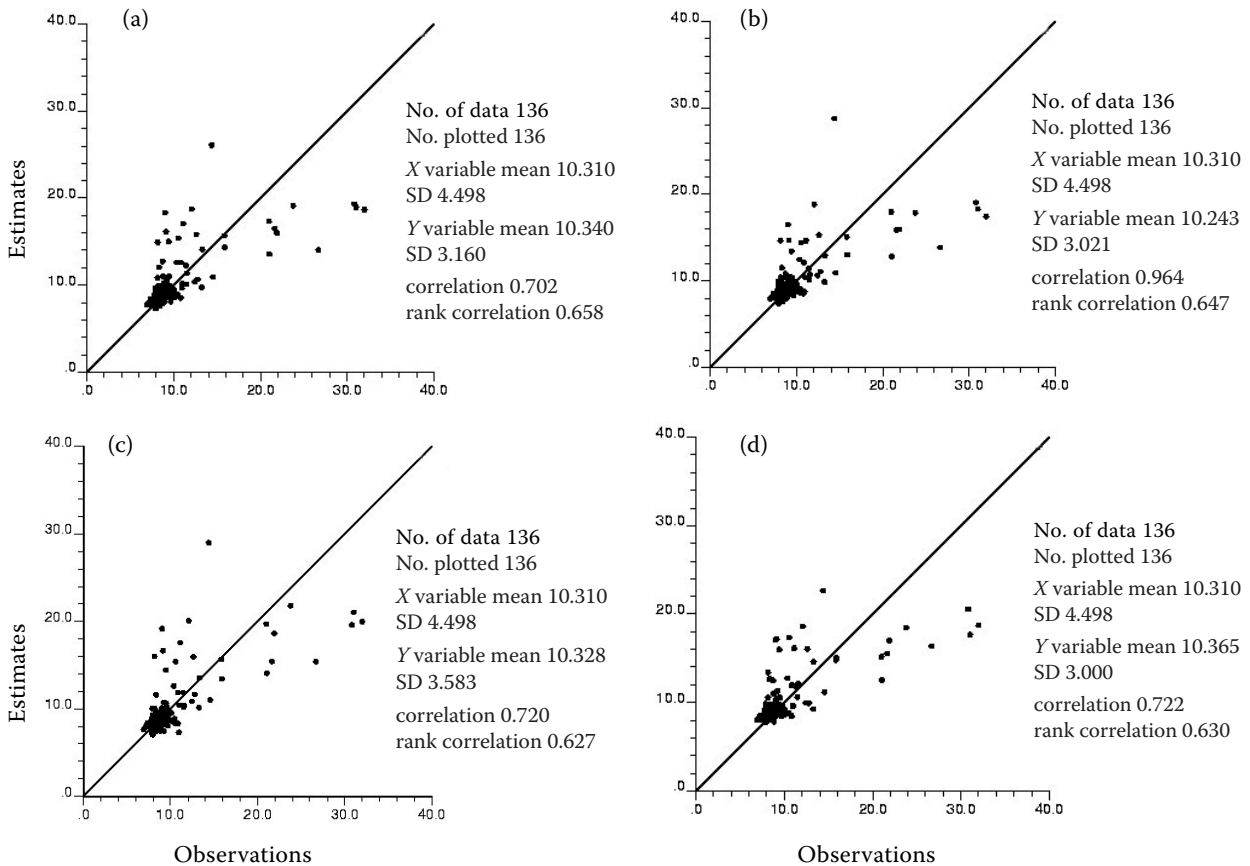 (a)
40.0
30.0
20.0
10.0
.0
.0
10.0
20.0
30.0
40.0
Estimates
No. of data 136
No. plotted 136
X variable mean 10.310
SD 4.498
Y variable mean 10.340
SD 3.160
correlation 0.702
rank correlation 0.658
(b)
40.0
30.0
20.0
10.0
.0
.0
10.0
20.0
30.0
40.0
No. of data 136
No. plotted 136
X variable mean 10.310
SD 4.498
Y variable mean 10.243
SD 3.021
correlation 0.964
rank correlation 0.647
(c)
40.0
30.0
20.0
10.0
.0
.0
10.0
20.0
30.0
40.0
Estimates
Observations
No. of data 136
No. plotted 136
X variable mean 10.310
SD 4.498
Y variable mean 10.328
SD 3.583
correlation 0.720
rank correlation 0.627
(d)
40.0
30.0
20.0
10.0
.0
.0
10.0
20.0
30.0
40.0
Observations
No. of data 136
No. plotted 136
X variable mean 10.310
SD 4.498
Y variable mean 10.365
SD 3.000
correlation 0.722
rank correlation 0.630